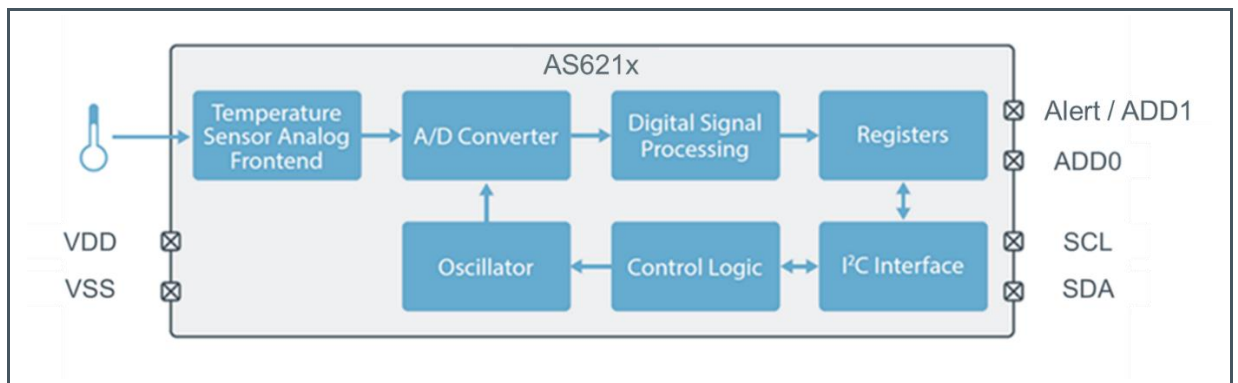 AS621x
Temperature
Sensor Analog
Frontend
A/D Converter
Digital Signal
Processing
Registers
Alert / ADD1
ADD0
VDD
VSS
Oscillator
Control Logic
I²C Interface
SCL
SDA